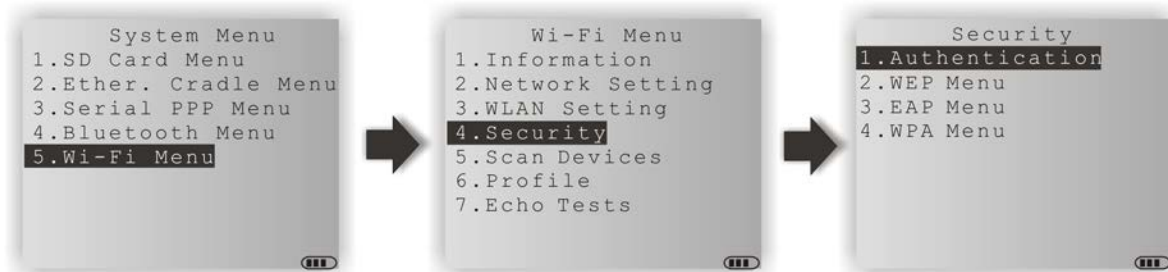 System Menu
1.SD Card Menu
2.Ether. Cradle Menu
3.Serial PPP Menu
4.Bluetooth Menu
5.Wi-Fi Menu
Wi-Fi Menu
1.Information
2.Network Setting
3.WLAN Setting
4.Security
5.Scan Devices
6.Profile
7.Echo Tests
Security
1.Authentication
2.WEP Menu
3.EAP Menu
4.WPA Menu